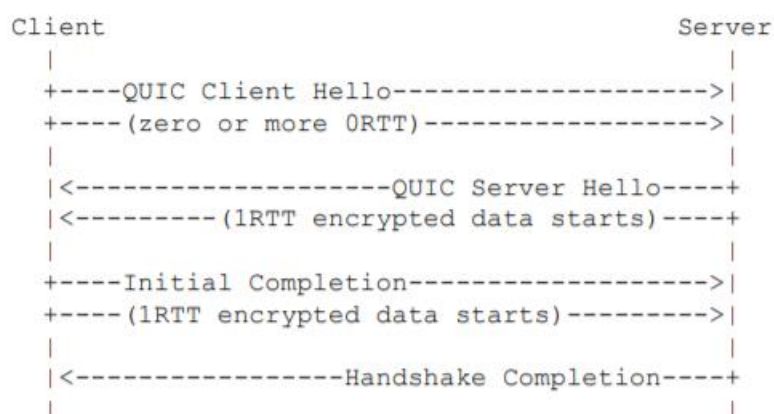 Client                                    Server
  |                                          |
  +----QUIC Client Hello-------------------->|
  +----(zero or more 0RTT)------------------>|
  |                                          |
  |<--------------------QUIC Server Hello----+
  |<---------(1RTT encrypted data starts)----+
  |                                          |
  +----Initial Completion------------------->|
  +----(1RTT encrypted data starts)--------->|
  |                                          |
  |<-----------------Handshake Completion----+
  |                                          |